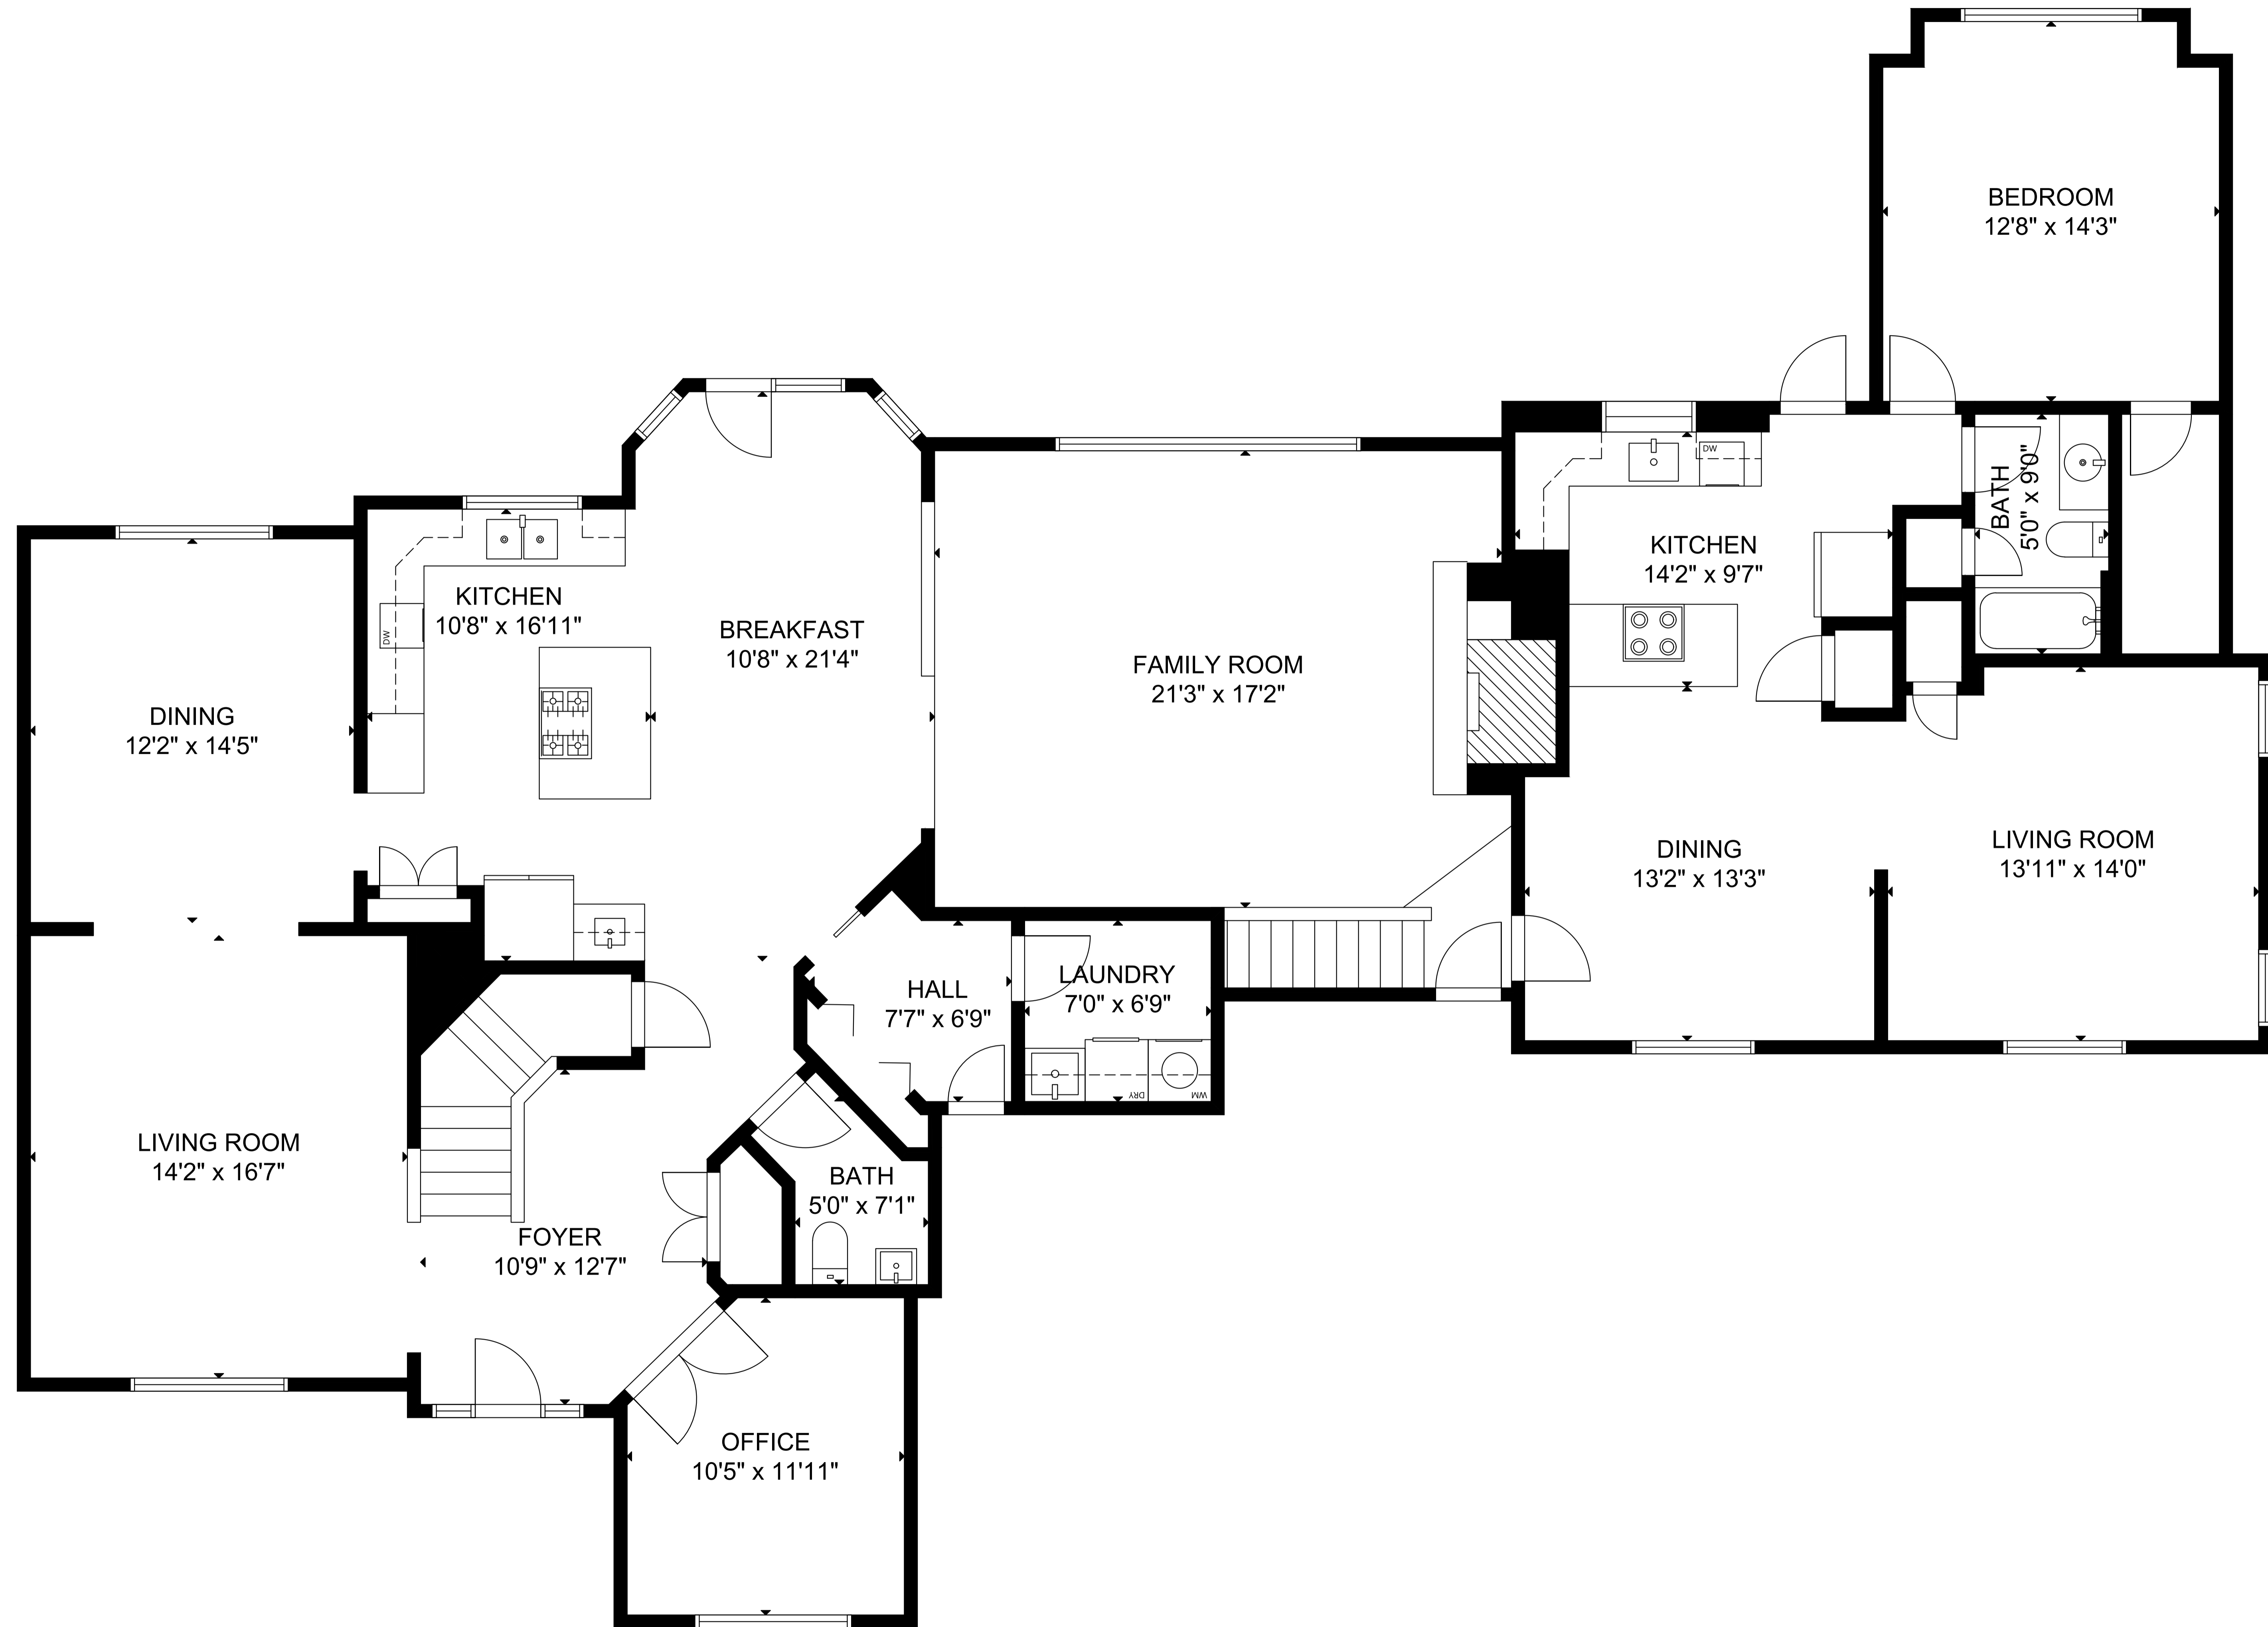 BEDROOM
12'8" x 14'3"
DW
BATH
5'0" x 9'0"
KITCHEN
14'2" x 9'7"
KITCHEN
10'8" x 16'11"
DW
BREAKFAST
10'8" x 21'4"
FAMILY ROOM
21'3" x 17'2"
DINING
12'2" x 14'5"
DINING
13'2" x 13'3"
LIVING ROOM
13'11" x 14'0"
HALL
7'7" x 6'9"
LAUNDRY
7'0" x 6'9"
DRY
WM
LIVING ROOM
14'2" x 16'7"
BATH
5'0" x 7'1"
FOYER
10'9" x 12'7"
OFFICE
10'5" x 11'11"